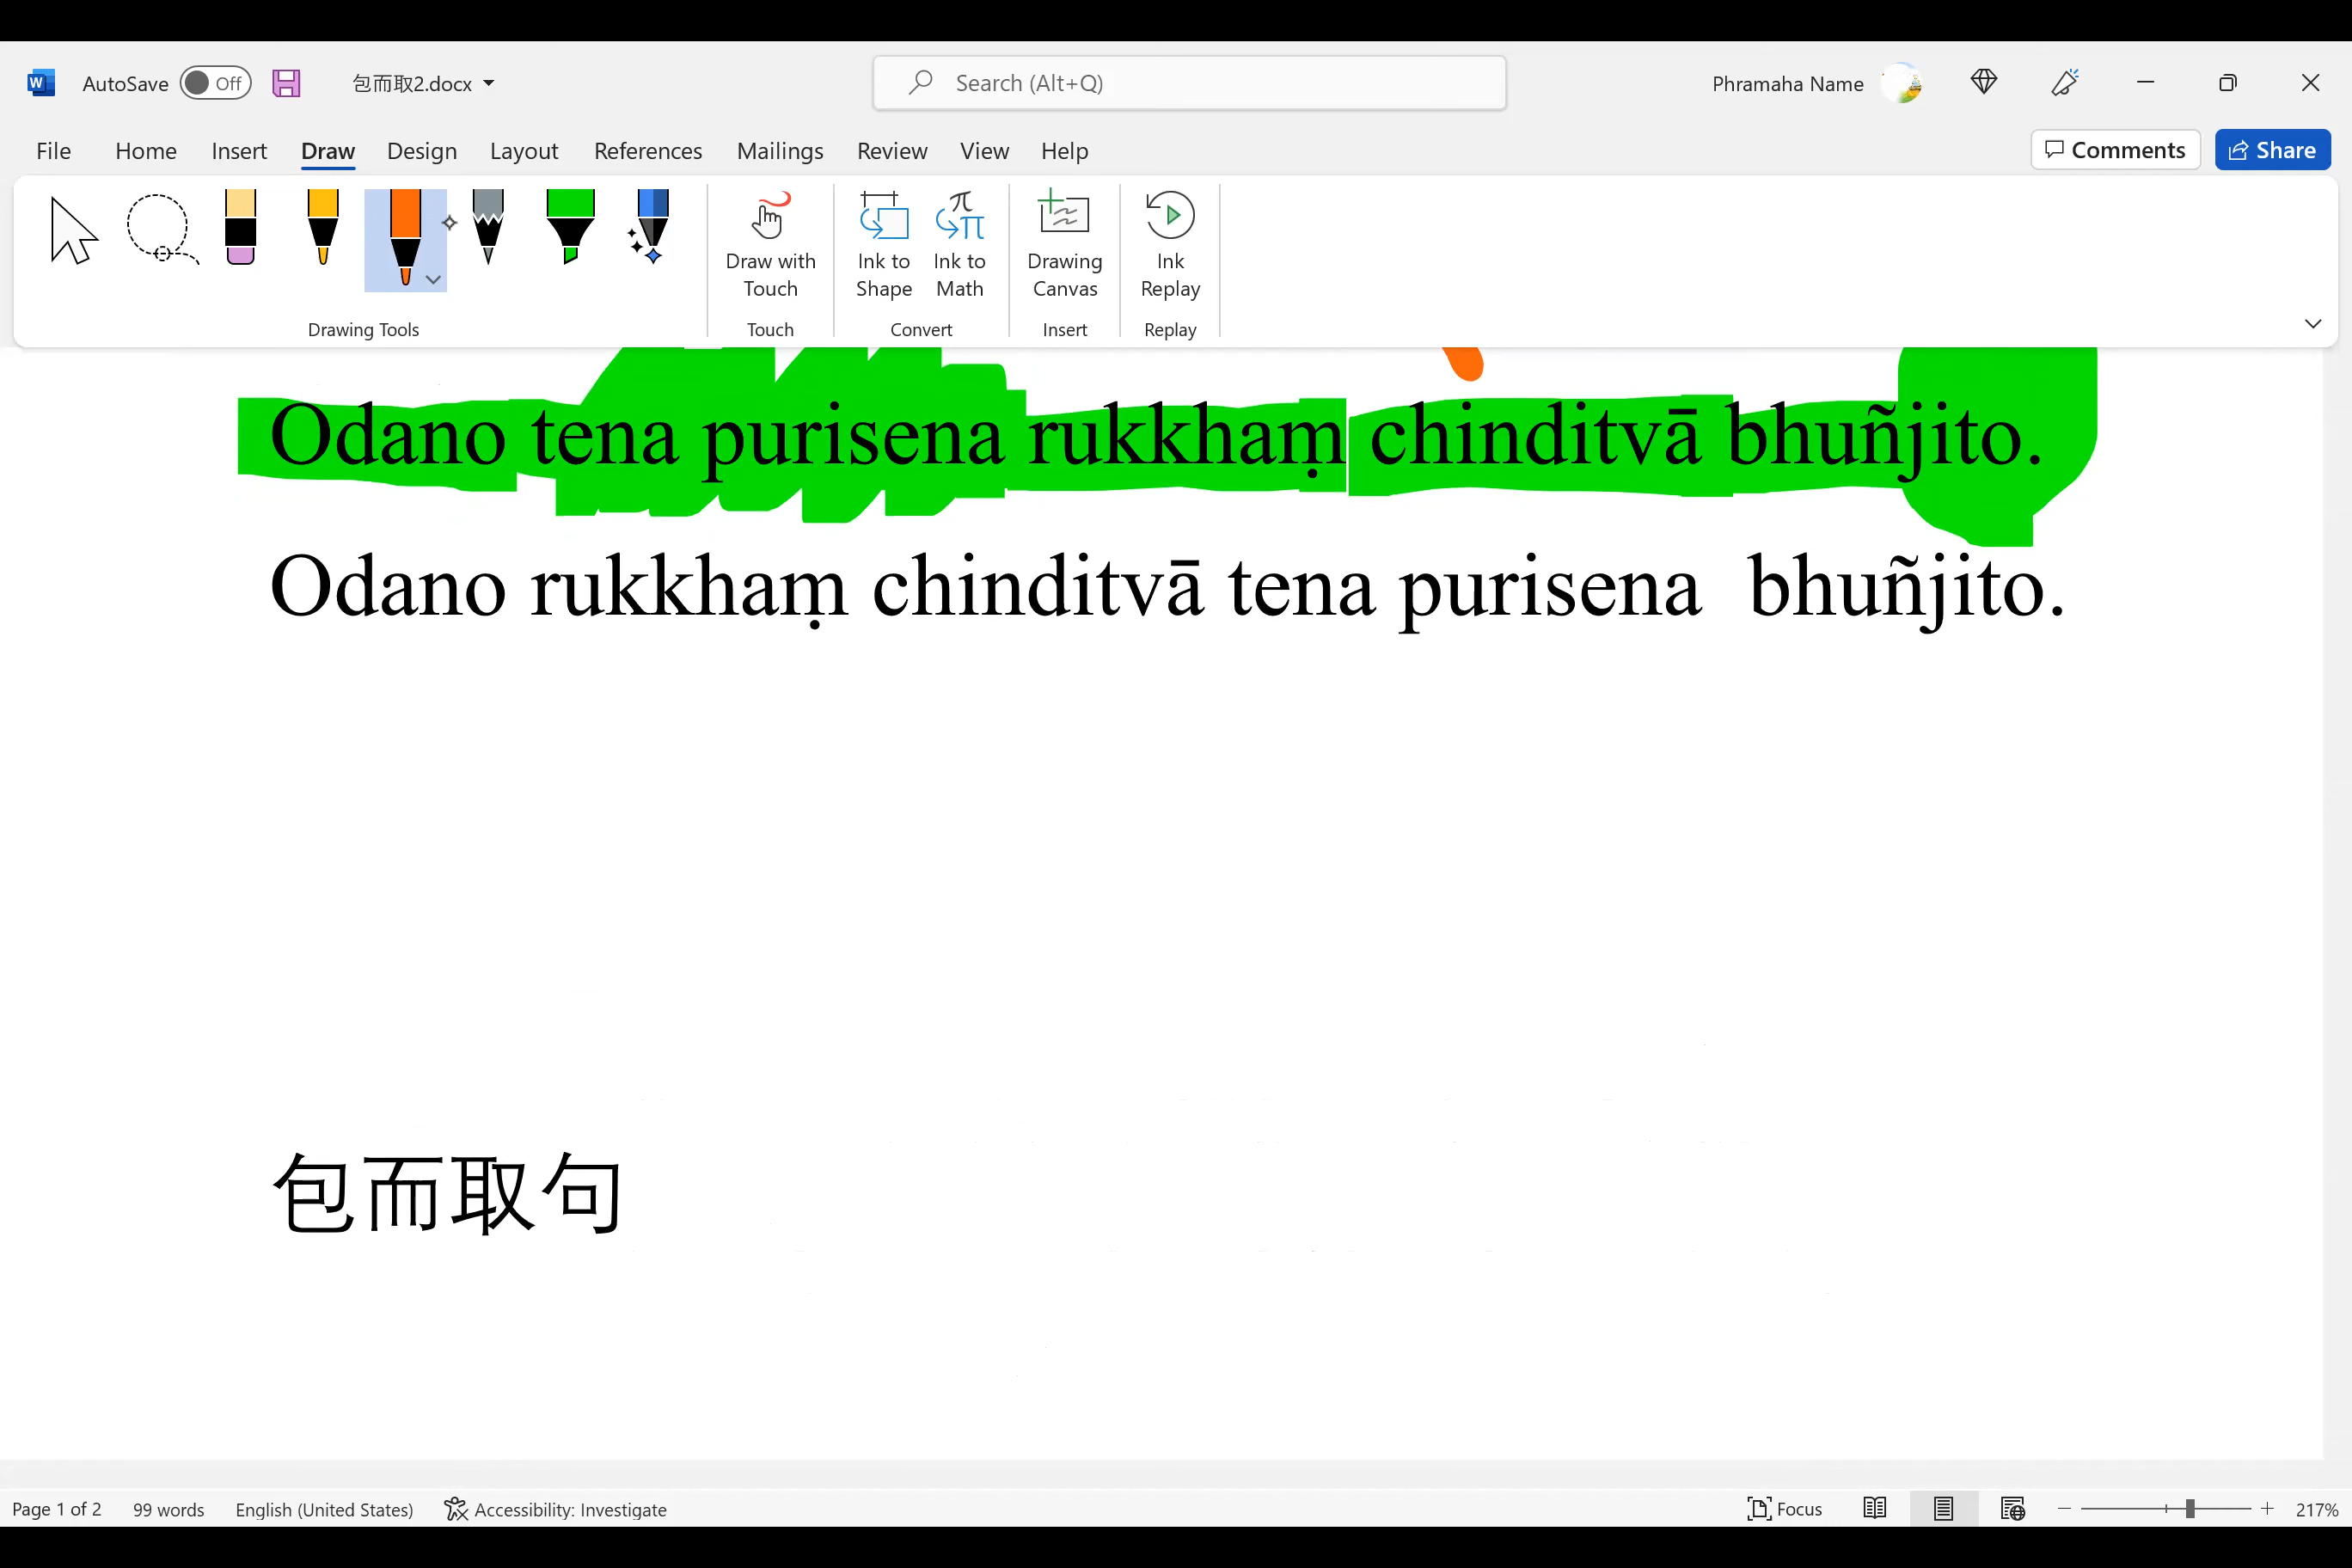 AutoSave Off 包而取2.docx Search (Alt+Q) Phramaha Name
File Home Insert Draw Design Layout References Mailings Review View Help Comments Share
Draw with Touch Ink to Shape Ink to Math Drawing Canvas Ink Replay
Drawing Tools Touch Convert Insert Replay
Odano tena purisena rukkhaṃ chinditvā bhuñjito.
Odano rukkhaṃ chinditvā tena purisena bhuñjito.
包而取句
Page 1 of 2 99 words English (United States) Accessibility: Investigate Focus 217%